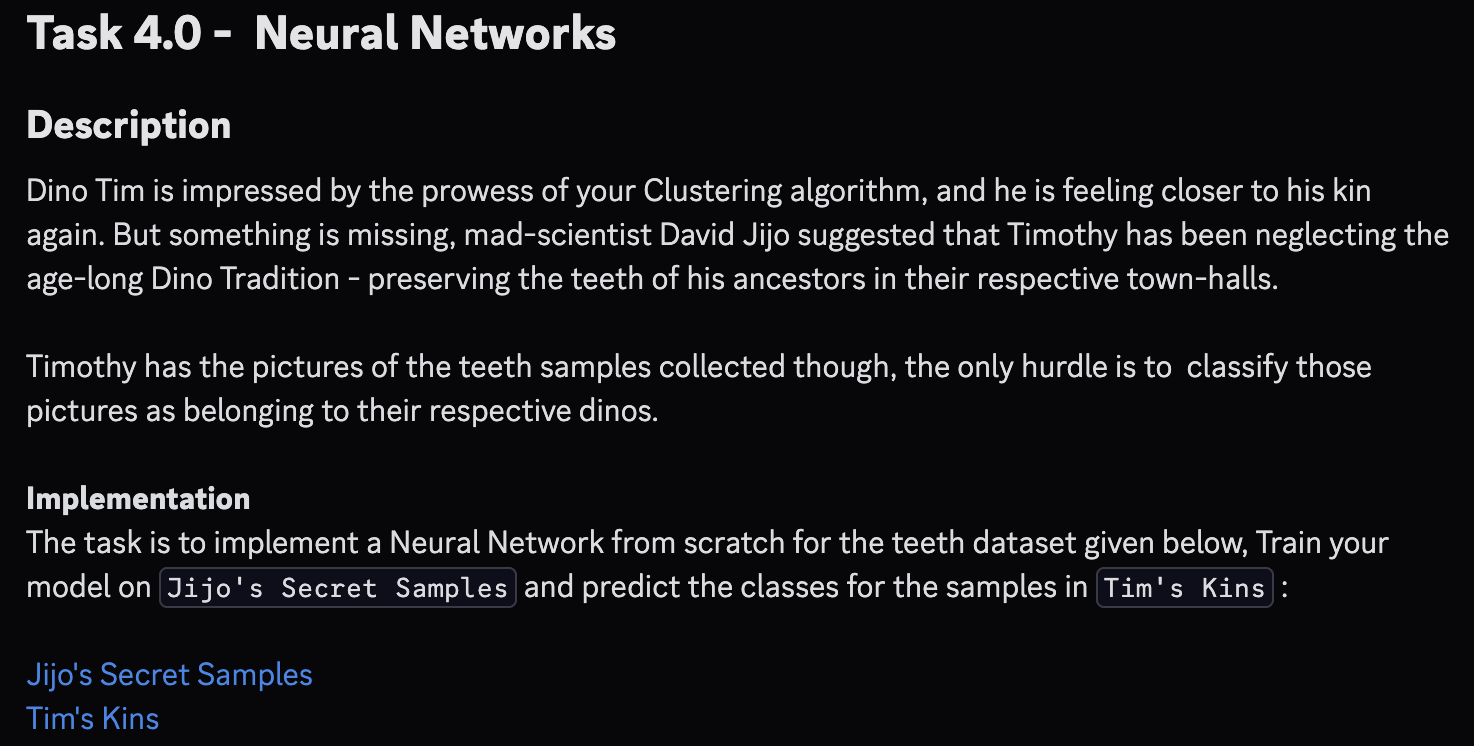 Task 4.0 - Neural Networks
Description
Dino Tim is impressed by the prowess of your Clustering algorithm, and he is feeling closer to his kin
again. But something is missing, mad-scientist David Jijo suggested that Timothy has been neglecting the
age-long Dino Tradition - preserving the teeth of his ancestors in their respective town-halls.
Timothy has the pictures of the teeth samples collected though, the only hurdle is to classify those
pictures as belonging to their respective dinos.
Implementation
The task is to implement a Neural Network from scratch for the teeth dataset given below, Train your
model on Jijo's Secret Samples and predict the classes for the samples in Tim's Kins :
Jijo's Secret Samples
Tim's Kins